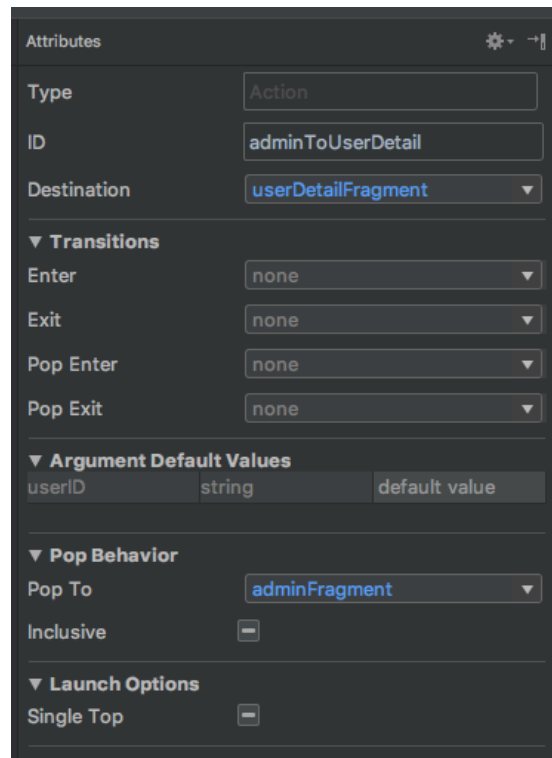 Attributes
Type Action
ID adminToUserDetail
Destination userDetailFragment
Transitions
Enter none
Exit none
Pop Enter none
Pop Exit none
Argument Default Values
userID string default value
Pop Behavior
Pop To adminFragment
Inclusive
Launch Options
Single Top